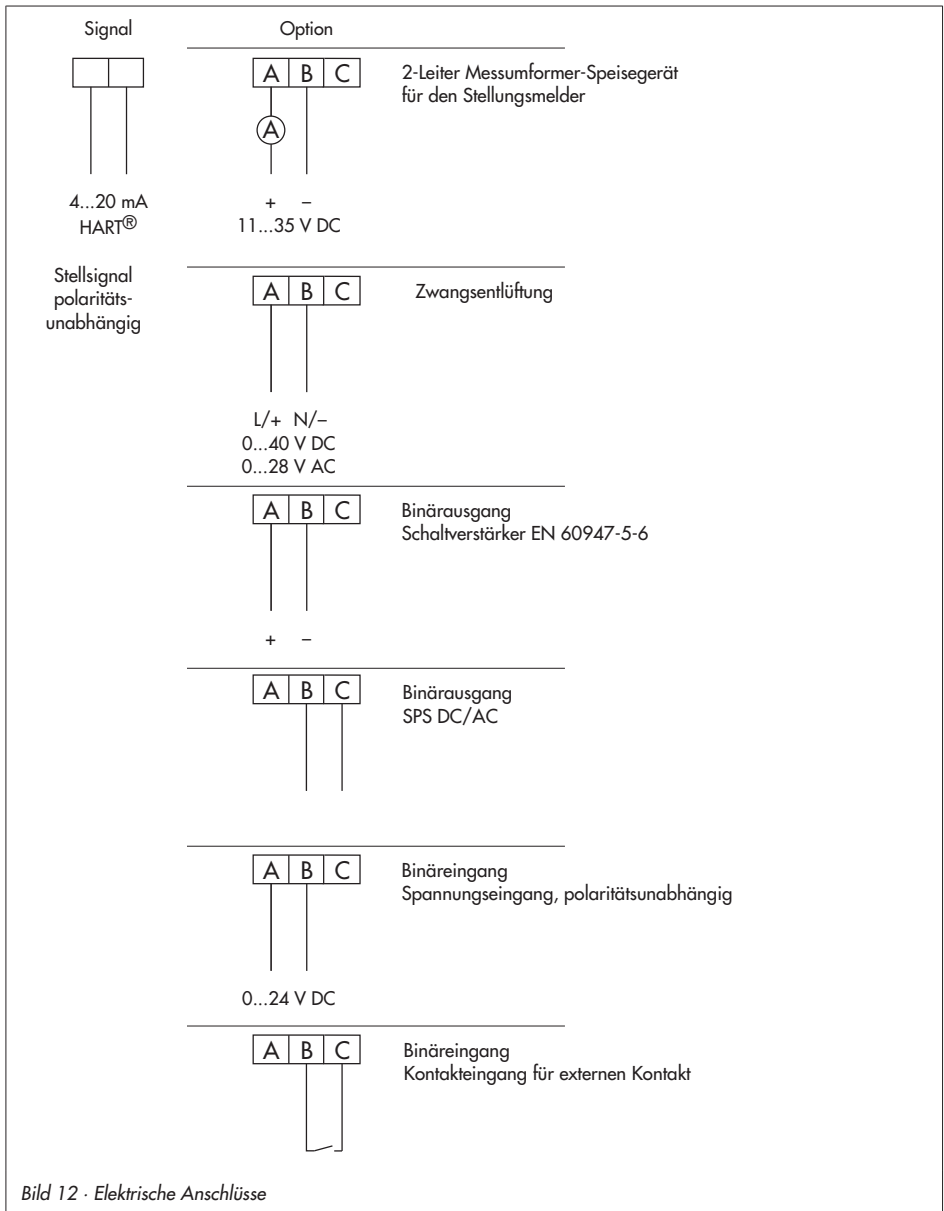 Signal
Option
A B C
2-Leiter Messumformer-Speisegerät
für den Stellungsmelder
A
4...20 mA
HART®
+ –
11...35 V DC
Stellsignal
polaritäts-
unabhängig
A B C
Zwangsentlüftung
L/+ N/–
0...40 V DC
0...28 V AC
A B C
Binärausgang
Schaltverstärker EN 60947-5-6
+ –
A B C
Binärausgang
SPS DC/AC
A B C
Binäreingang
Spannungseingang, polaritätsunabhängig
0...24 V DC
A B C
Binäreingang
Kontakteingang für externen Kontakt
Bild 12 · Elektrische Anschlüsse